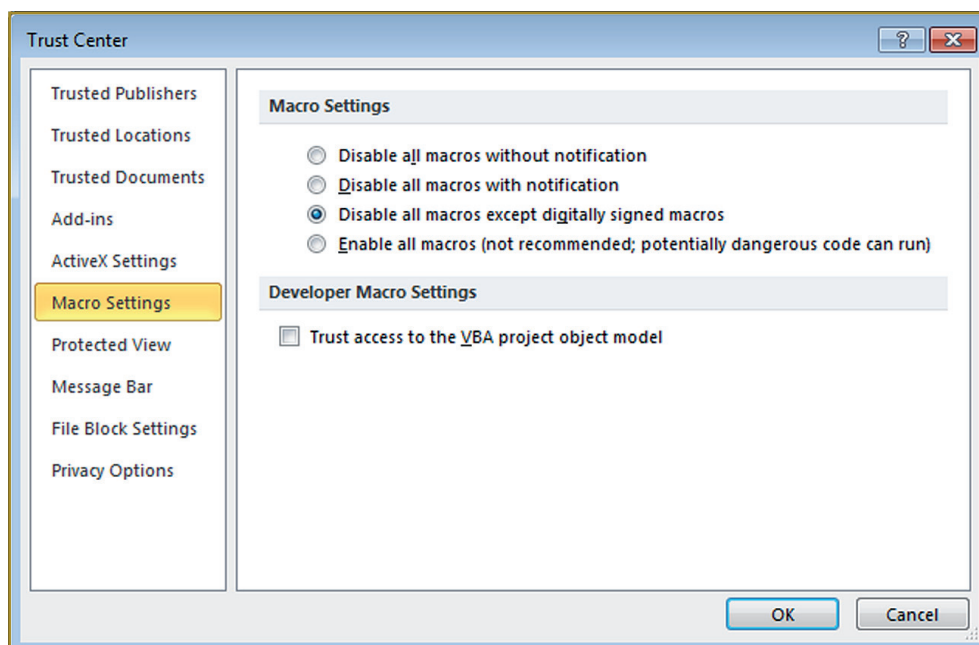 Trust Center
?
Trusted Publishers
Trusted Locations
Trusted Documents
Add-ins
ActiveX Settings
Macro Settings
Protected View
Message Bar
File Block Settings
Privacy Options
Macro Settings
Disable all macros without notification
Disable all macros with notification
Disable all macros except digitally signed macros
Enable all macros (not recommended; potentially dangerous code can run)
Developer Macro Settings
Trust access to the VBA project object model
OK
Cancel